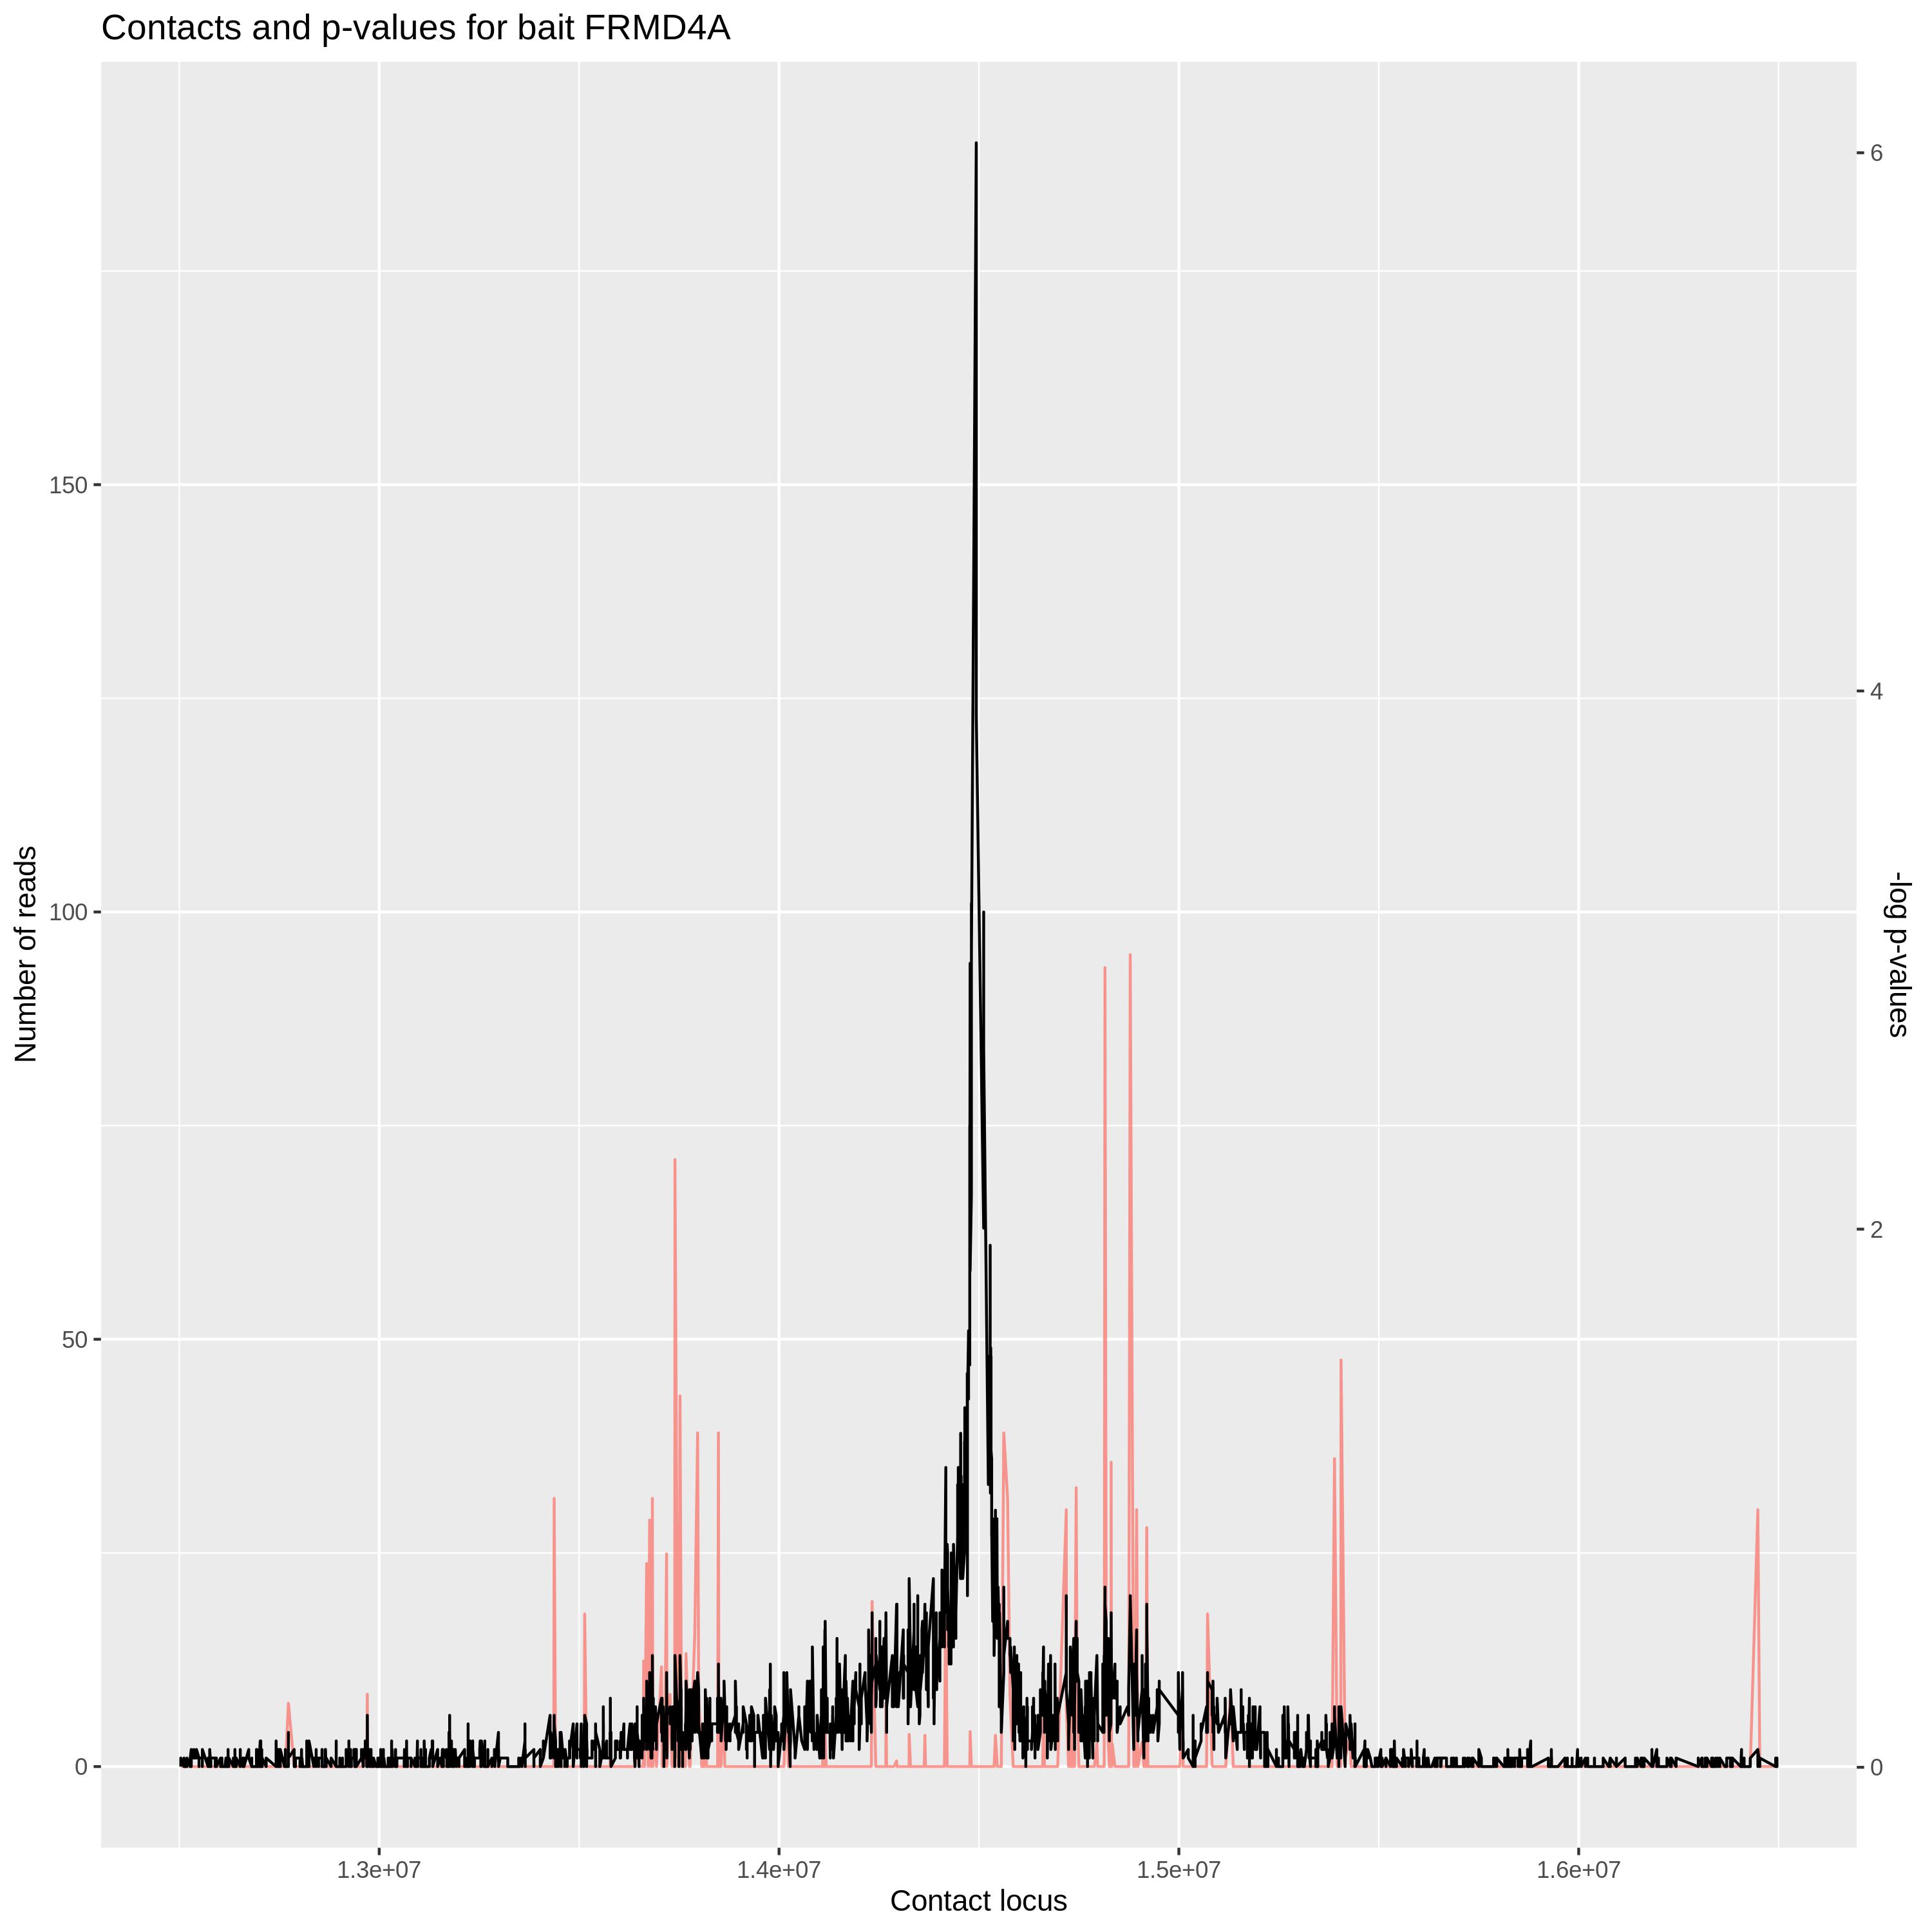 Contacts and p-values for bait FRMD4A
Number of reads
150
100
50
0
6
4
2
0
-log p-values
1.3e+07
1.4e+07
1.5e+07
1.6e+07
Contact locus